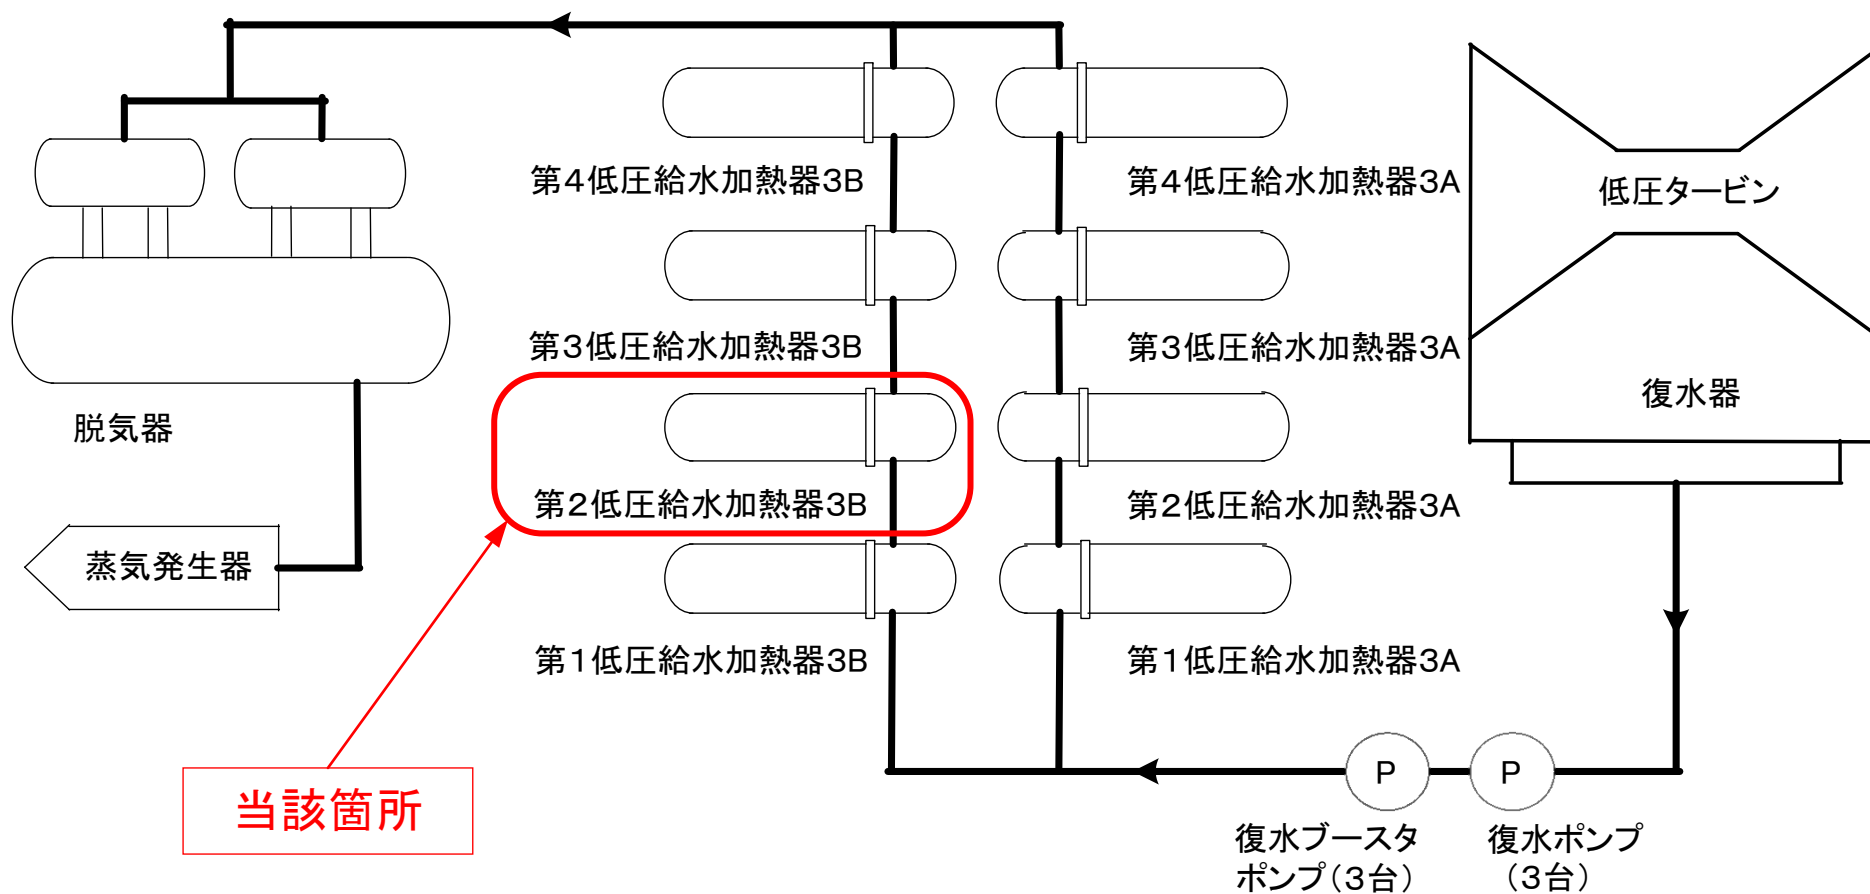 第4低圧給水加熱器3B
第4低圧給水加熱器3A
低圧タービン
第3低圧給水加熱器3B
第3低圧給水加熱器3A
復水器
脱気器
第2低圧給水加熱器3B
第2低圧給水加熱器3A
蒸気発生器
第1低圧給水加熱器3B
第1低圧給水加熱器3A
当該箇所
P
P
復水ブースタ
ポンプ(3台)
復水ポンプ
(3台)